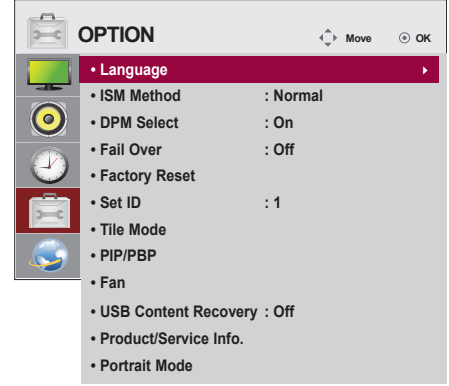 OPTION Move OK
• Language
• ISM Method : Normal
• DPM Select : On
• Fail Over : Off
• Factory Reset
• Set ID : 1
• Tile Mode
• PIP/PBP
• Fan
• USB Content Recovery : Off
• Product/Service Info.
• Portrait Mode